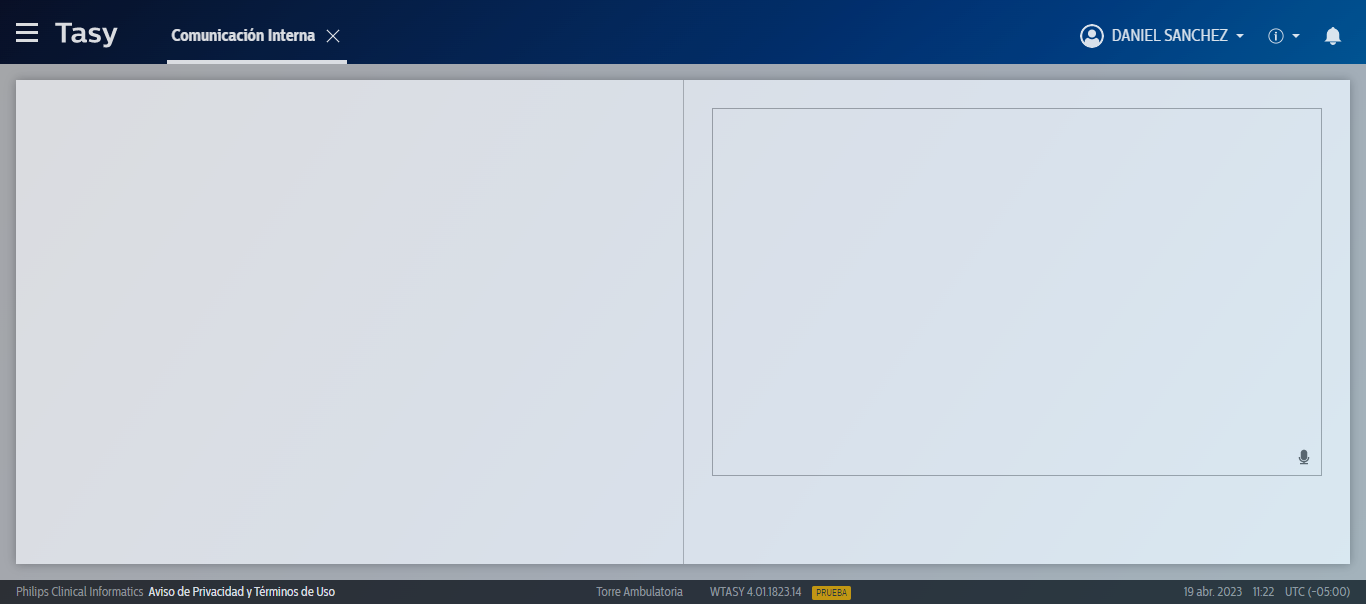 Tasy
Comunicación Interna
DANIEL SANCHEZ
Philips Clinical Informatics Aviso de Privacidad y Términos de Uso
Torre Ambulatoria
WTASY 4.01.1823.14
PRUEBA
19 abr. 2023 11:22 UTC (-05:00)